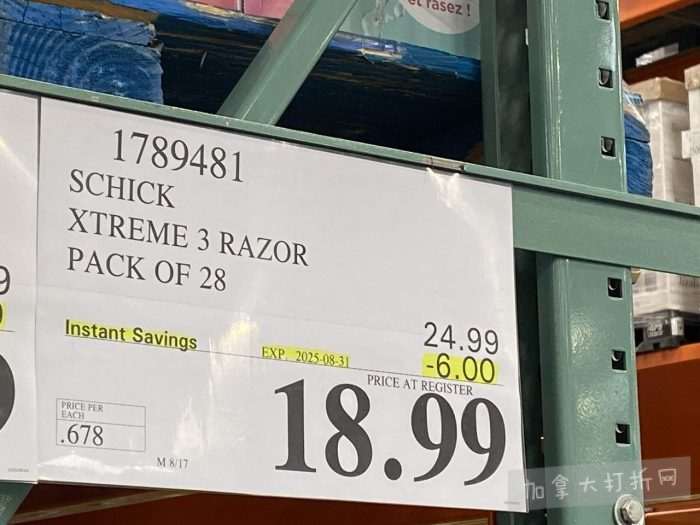 et rasez !
1789481
SCHICK
XTREME 3 RAZOR
PACK OF 28
24.99
Instant Savings
EXP. 2025-08-31
-6.00
PRICE AT REGISTER
18.99
PRICE PER
EACH
.678
M 8/17
加拿大打折网